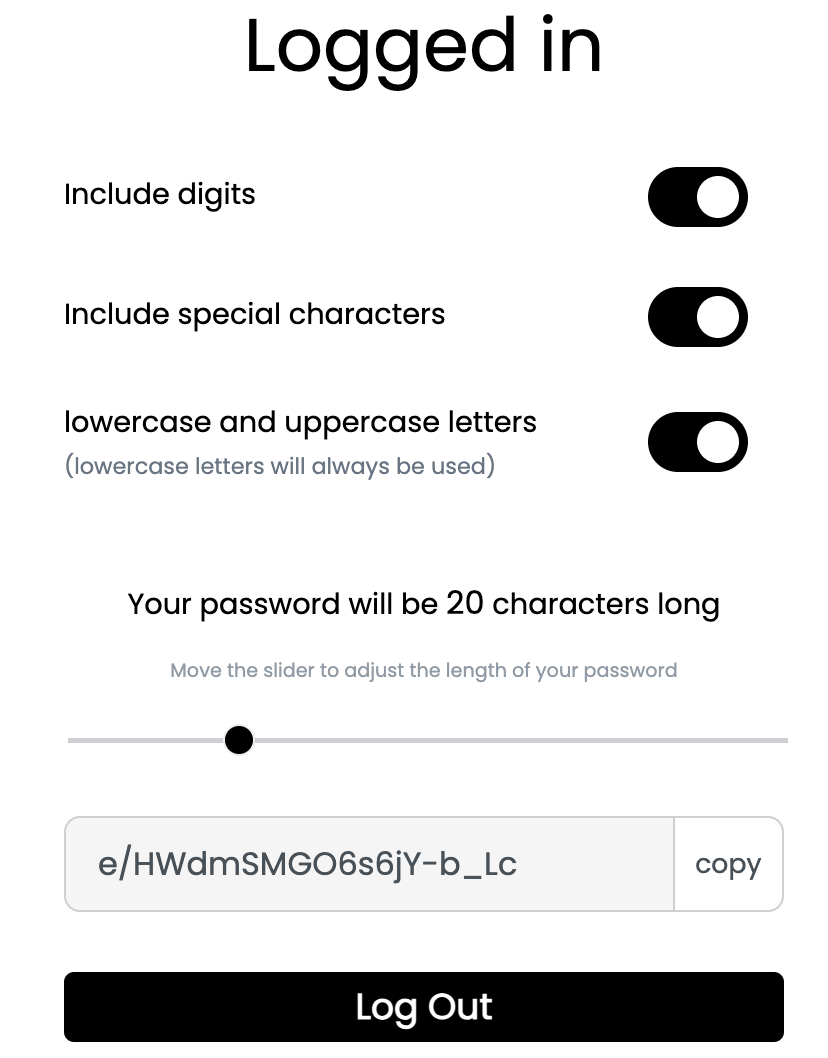 Logged in
Include digits
Include special characters
lowercase and uppercase letters
(lowercase letters will always be used)
Your password will be 20 characters long
Move the slider to adjust the length of your password
e/HWdmSMGO6s6jY-b_Lc
copy
Log Out